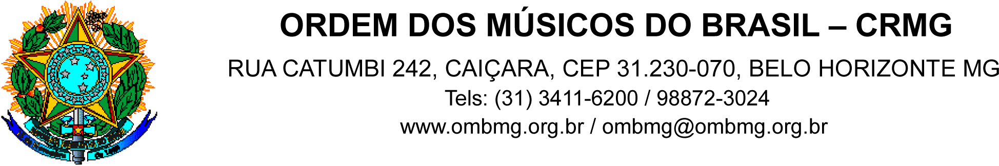 ORDEM DOS MÚSICOS DO BRASIL – CRMG
RUA CATUMBI 242, CAIÇARA, CEP 31.230-070, BELO HORIZONTE MG
Tels: (31) 3411-6200 / 98872-3024
www.ombmg.org.br / ombmg@ombmg.org.br